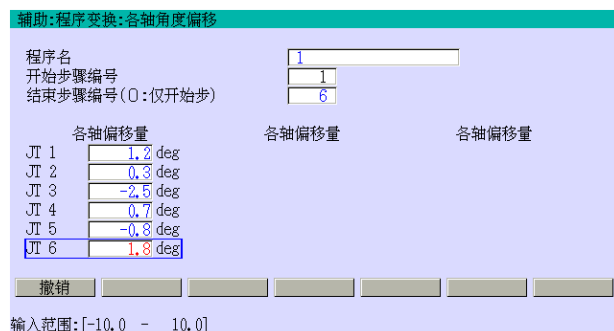 辅助:程序变换:各轴角度偏移
程序名 1
开始步骤编号 1
结束步骤编号(0:仅开始步) 6
各轴偏移量 各轴偏移量 各轴偏移量
JT 1 1.2 deg
JT 2 0.3 deg
JT 3 -2.5 deg
JT 4 0.7 deg
JT 5 -0.8 deg
JT 6 1.8 deg
撤销
输入范围:[-10.0 - 10.0]